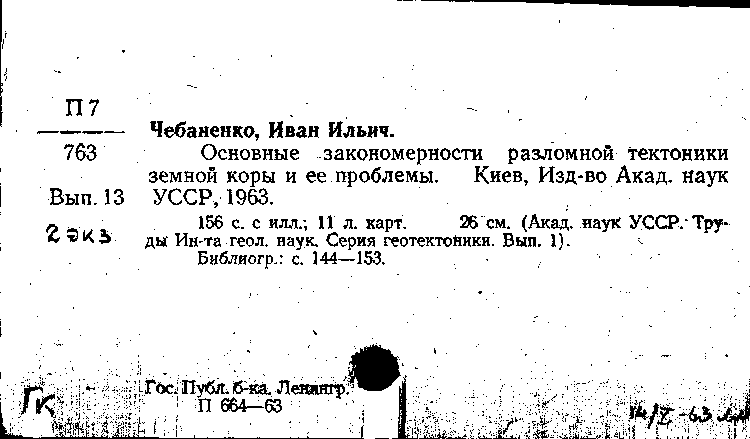 П 7
763
Вып. 13
2 экз
Чебаненко, Иван Ильич.
Основные закономерности разломной тектоники
земной коры и ее проблемы. Киев, Изд-во Акад. наук
УССР, 1963.
156 с. с илл.; 11 л. карт. 26 см. (Акад. наук УССР. Тру-
ды Ин-та геол. наук. Серия геотектоники. Вып. 1).
Библиогр.: с. 144—153.
Гос. Публ. б-ка. Ленингр.
П 664—63
Гк
-63